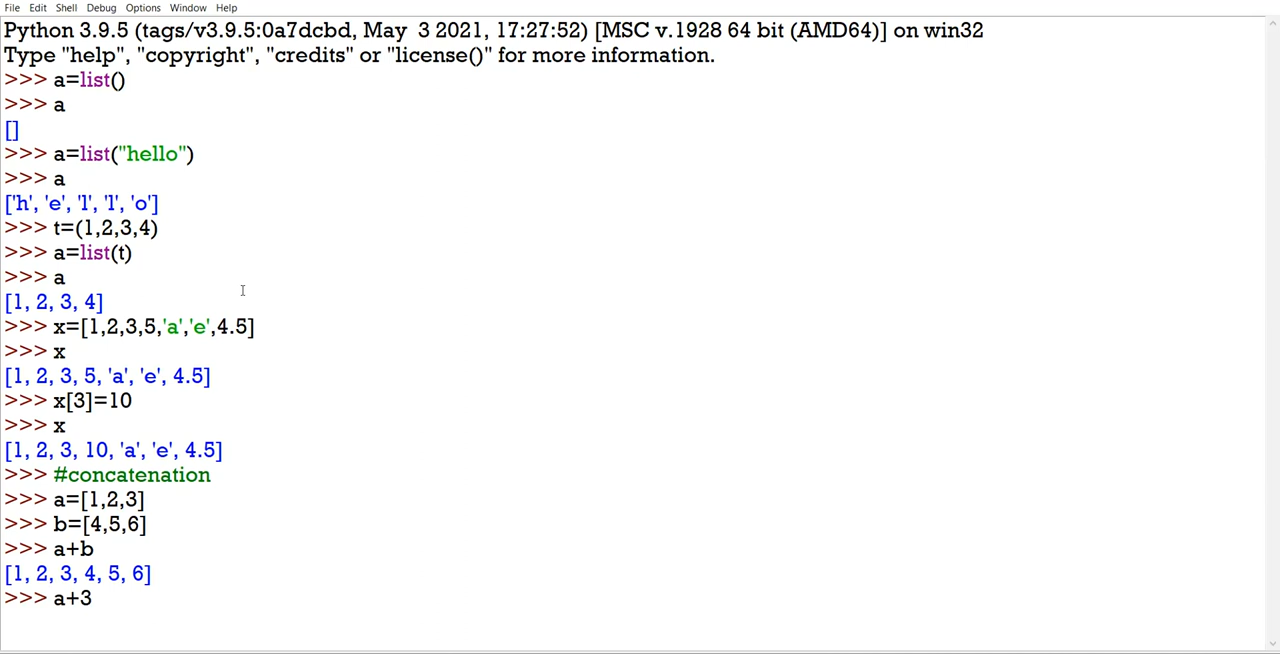 File Edit Shell Debug Options Window Help
Python 3.9.5 (tags/v3.9.5:0a7dcbd, May  3 2021, 17:27:52) [MSC v.1928 64 bit (AMD64)] on win32
Type "help", "copyright", "credits" or "license()" for more information.
>>> a=list()
>>> a
[]
>>> a=list("hello")
>>> a
['h', 'e', 'l', 'l', 'o']
>>> t=(1,2,3,4)
>>> a=list(t)
>>> a
[1, 2, 3, 4]
>>> x=[1,2,3,5,'a','e',4.5]
>>> x
[1, 2, 3, 5, 'a', 'e', 4.5]
>>> x[3]=10
>>> x
[1, 2, 3, 10, 'a', 'e', 4.5]
>>> #concatenation
>>> a=[1,2,3]
>>> b=[4,5,6]
>>> a+b
[1, 2, 3, 4, 5, 6]
>>> a+3